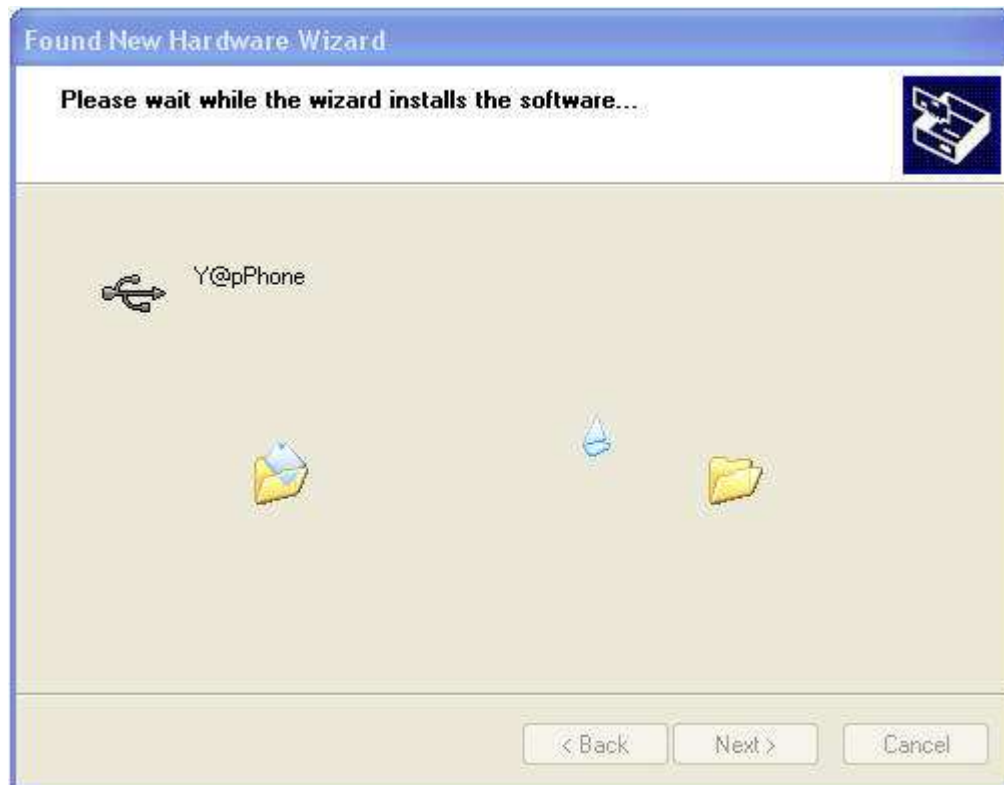 Found New Hardware Wizard
Please wait while the wizard installs the software...
Y@pPhone
< Back Next > Cancel